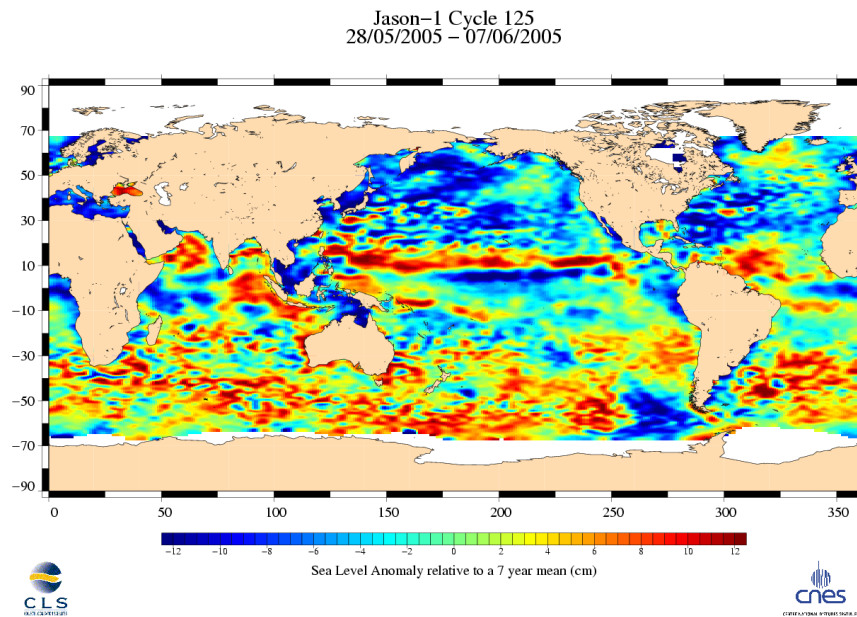 Jason-1 Cycle 125
28/05/2005 - 07/06/2005
90
70
50
30
10
-10
-30
-50
-70
-90
0 50 100 150 200 250 300 350
-12 -10 -8 -6 -4 -2 0 2 4 6 8 10 12
Sea Level Anomaly relative to a 7 year mean (cm)
CLS
cnes